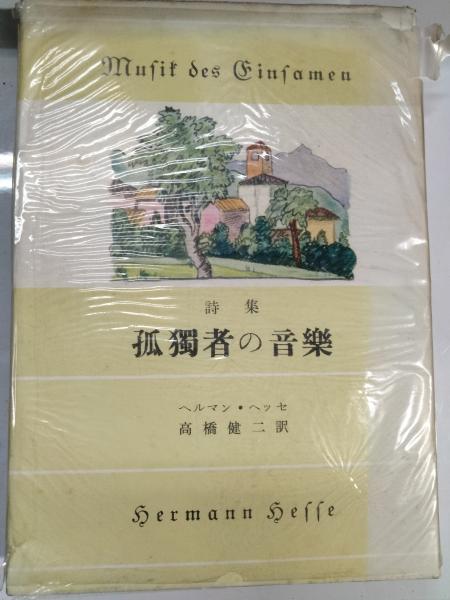 Musik des Einsamen
詩集
孤獨者の音樂
ヘルマン・ヘッセ
高橋健二訳
Hermann Hesse